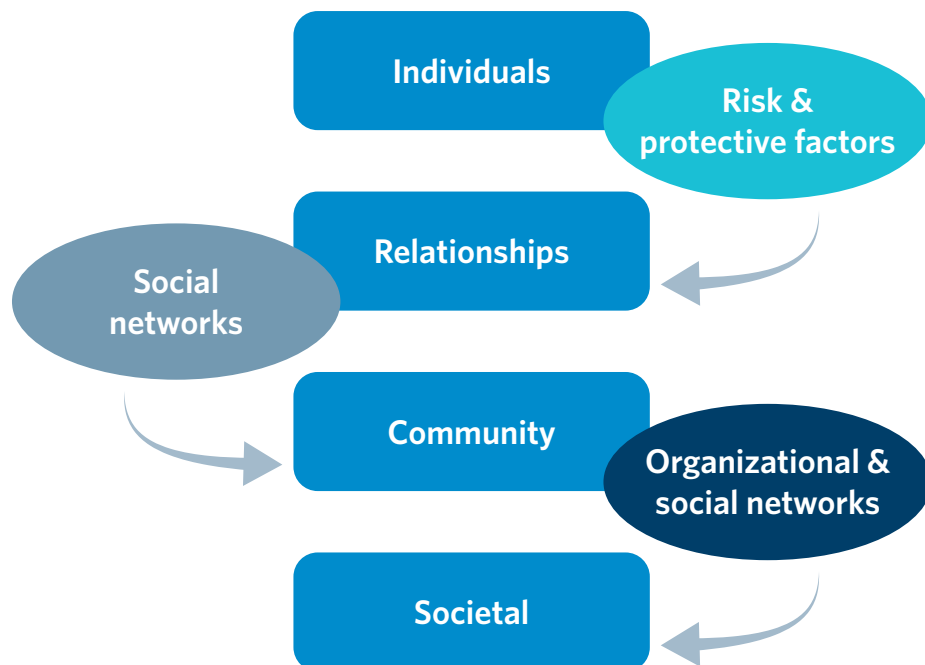 Individuals
Risk &
protective factors
Relationships
Social
networks
Community
Organizational &
social networks
Societal